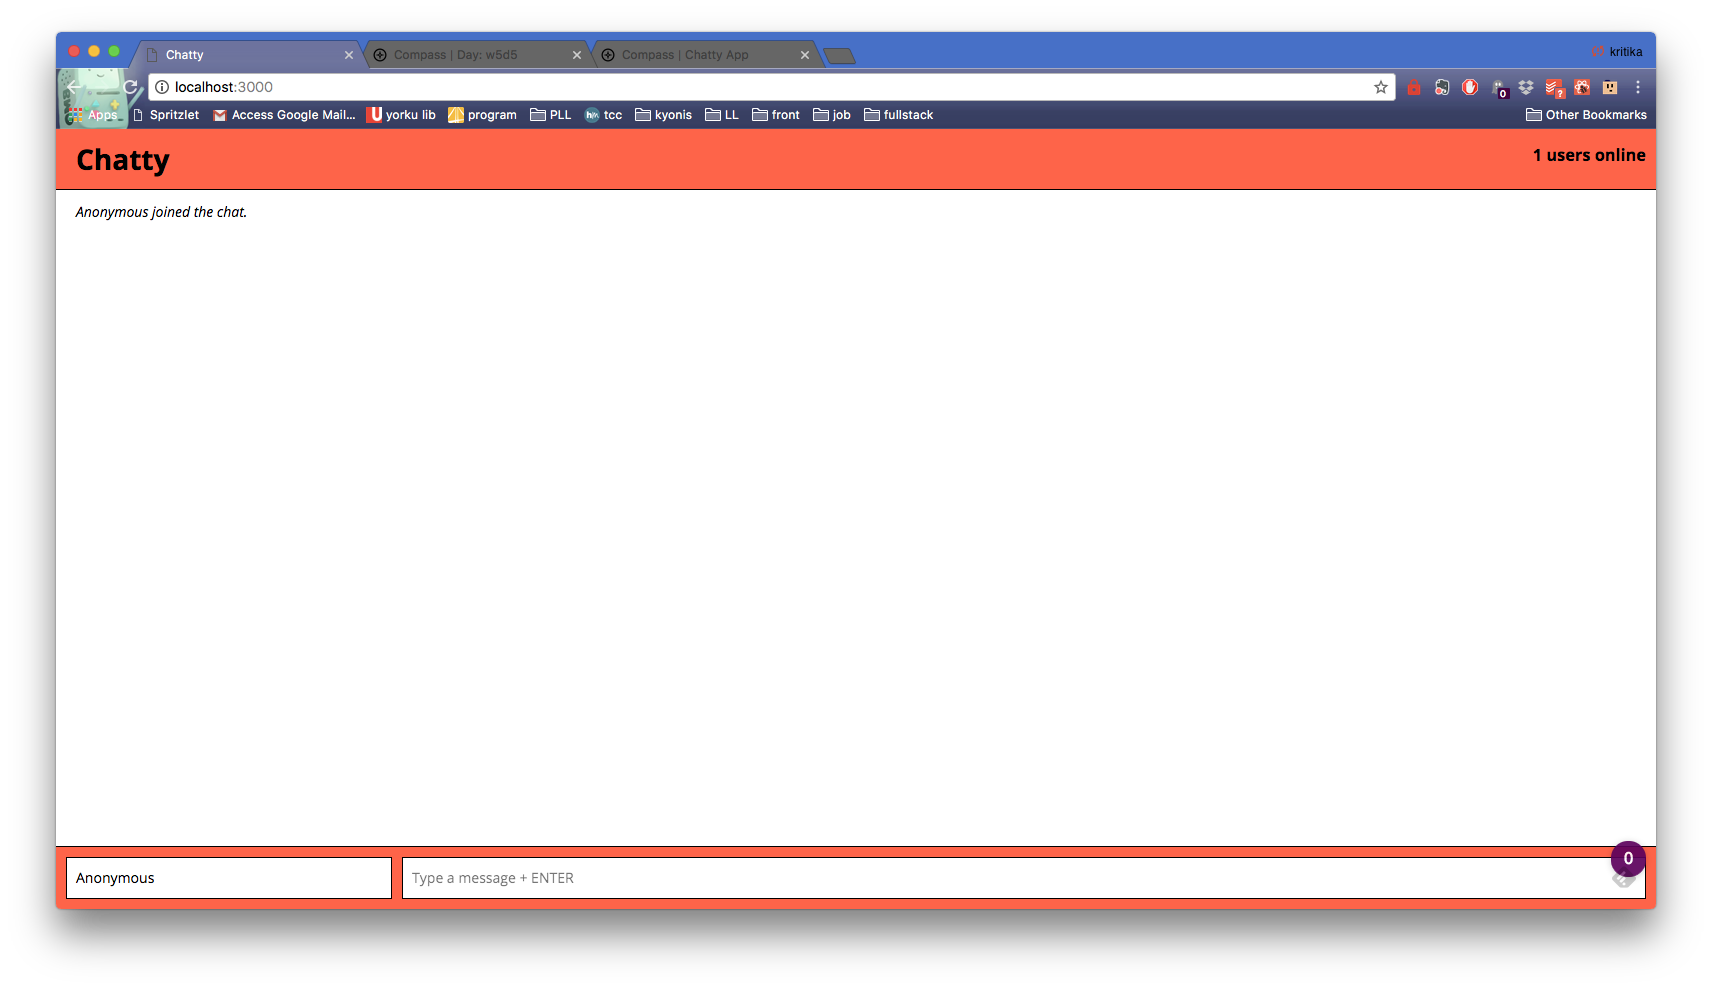 Chatty
Compass | Day: w5d5
Compass | Chatty App
kritika
localhost:3000
0
?
Apps
Spritzlet
Access Google Mail...
yorku lib
program
PLL
tcc
kyonis
LL
front
job
fullstack
Other Bookmarks
Chatty
1 users online
Anonymous joined the chat.
Anonymous
Type a message + ENTER
0